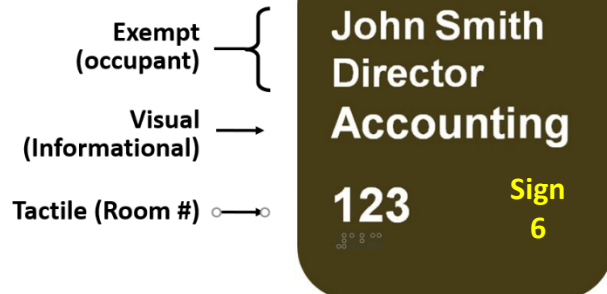 Exempt
(occupant)
John Smith
Director
Visual
(Informational)
Accounting
Tactile (Room #)
123
Sign
6